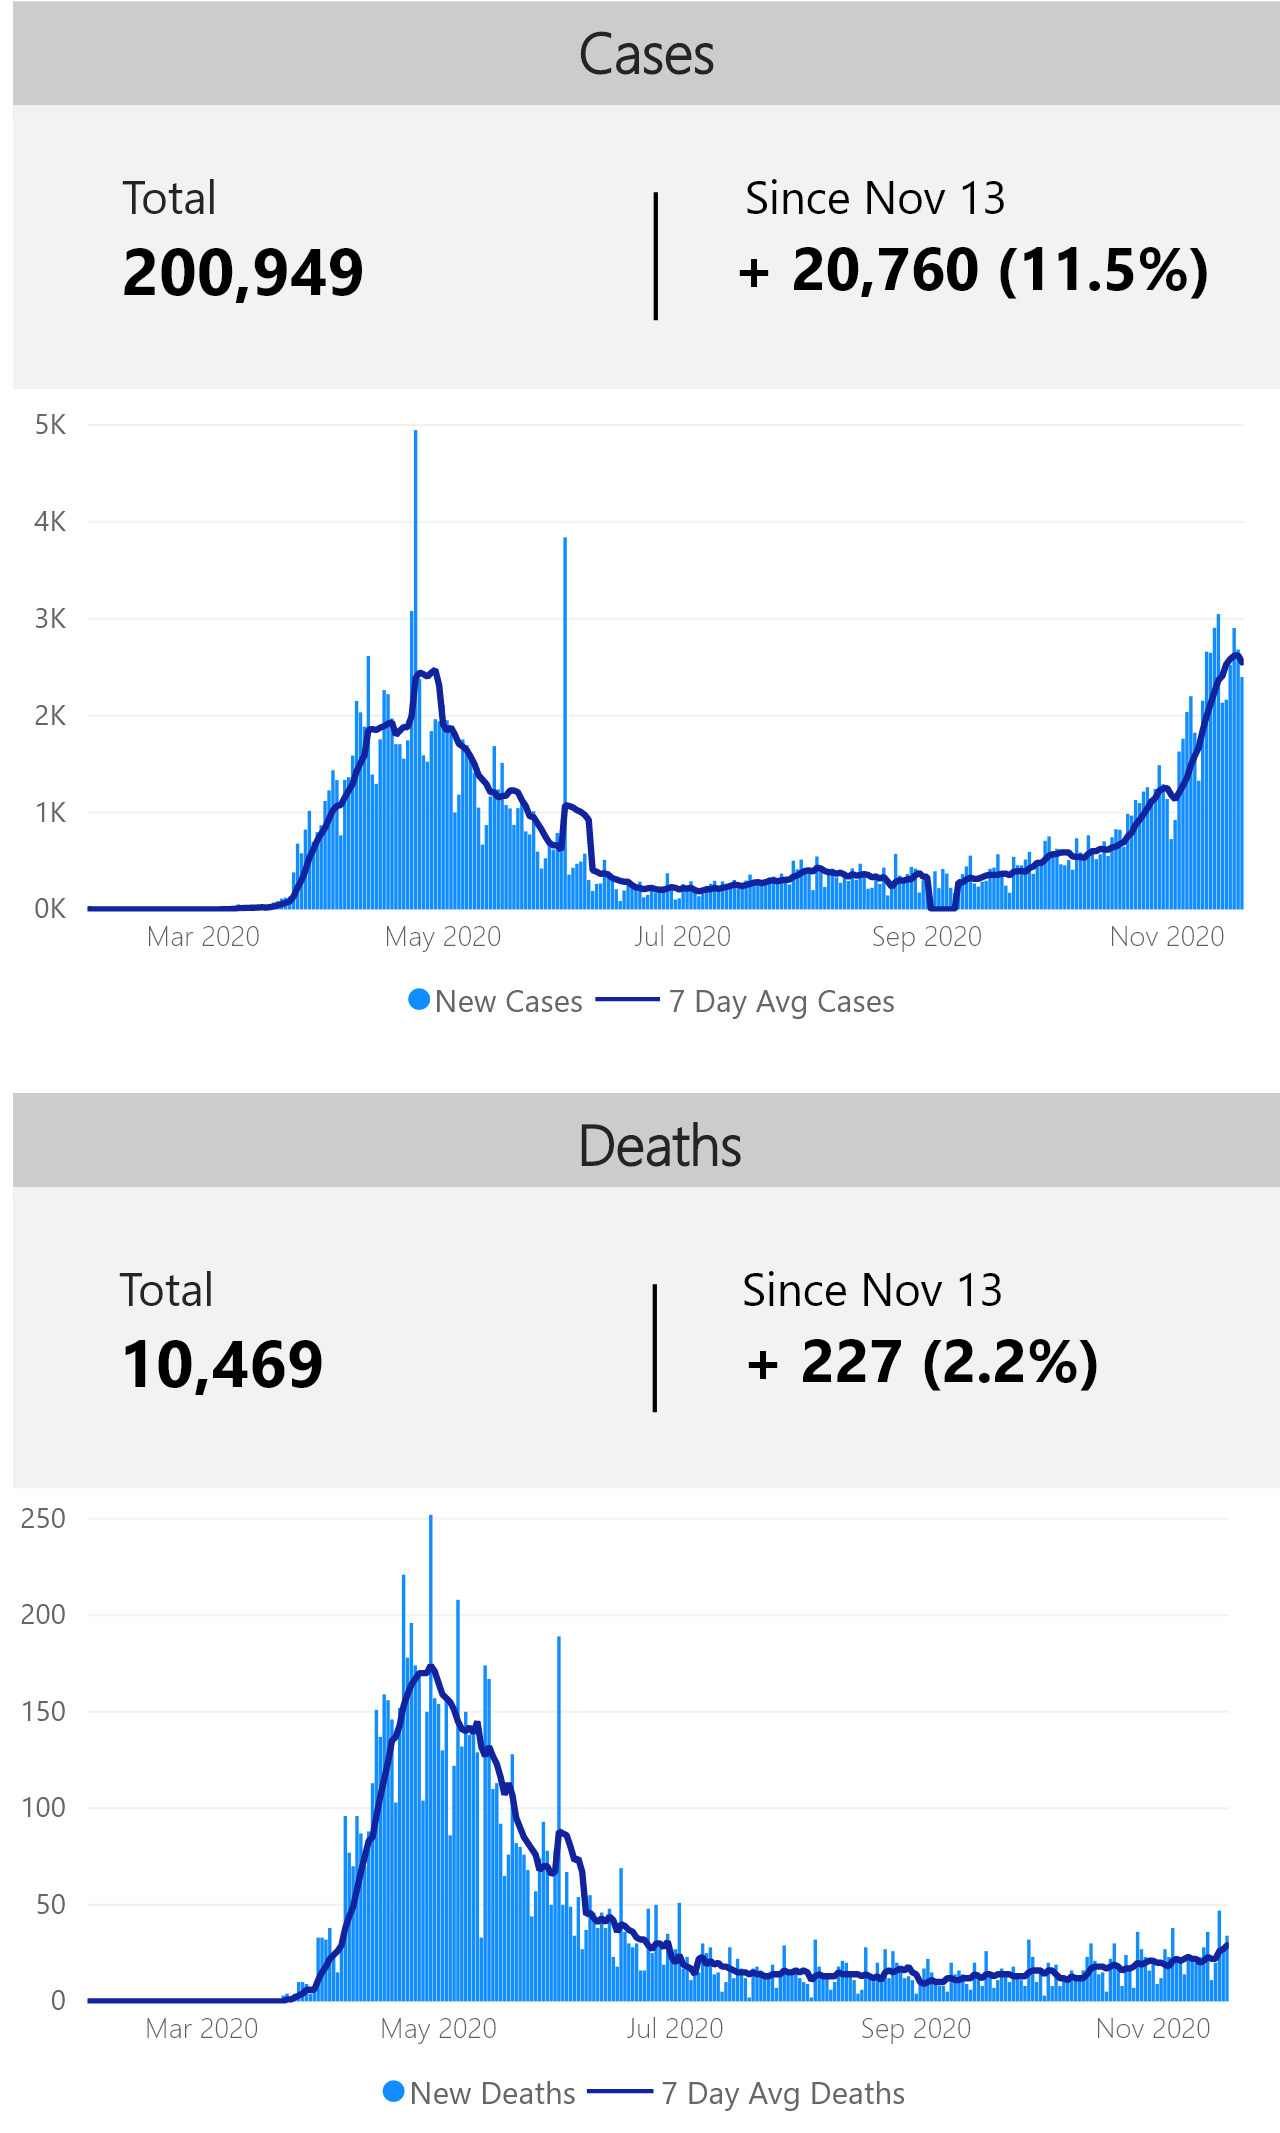 Cases
Total
Since Nov 13
200,949
+ 20,760 (11.5%)
5K
4K
3K
2K
1K
0K
Mar 2020 May 2020 Jul 2020 Sep 2020 Nov 2020
New Cases 7 Day Avg Cases
Deaths
Total
Since Nov 13
10,469
+ 227 (2.2%)
250
200
150
100
50
0
Mar 2020 May 2020 Jul 2020 Sep 2020 Nov 2020
New Deaths 7 Day Avg Deaths